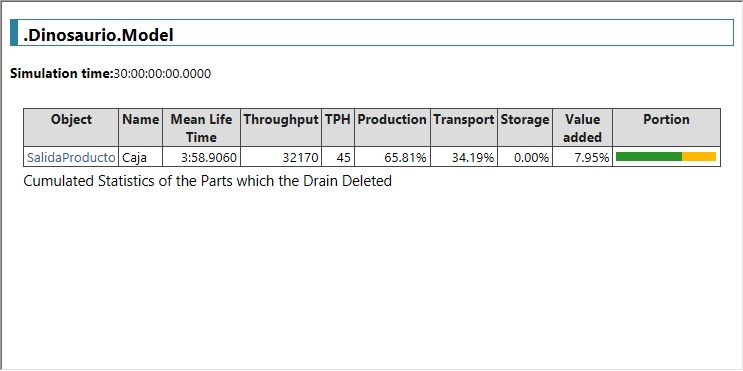 .Dinosaurio.Model
Simulation time:30:00:00:00.0000
Object Name Mean Life Time Throughput TPH Production Transport Storage Value added Portion
SalidaProducto Caja 3:58.9060 32170 45 65.81% 34.19% 0.00% 7.95%
Cumulated Statistics of the Parts which the Drain Deleted